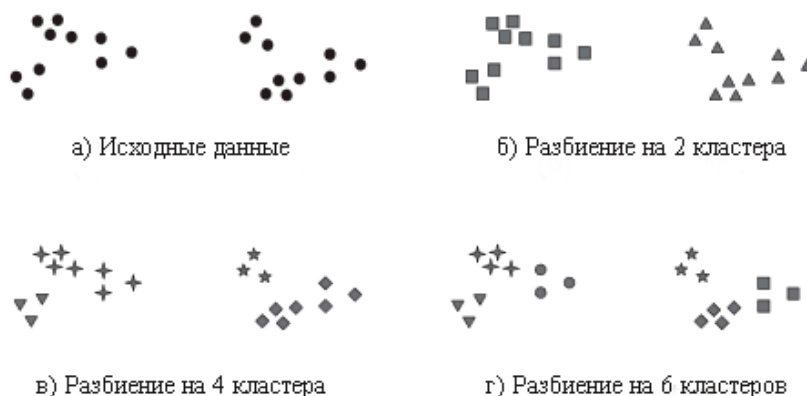 а) Исходные данные
б) Разбиение на 2 кластера
в) Разбиение на 4 кластера
г) Разбиение на 6 кластеров